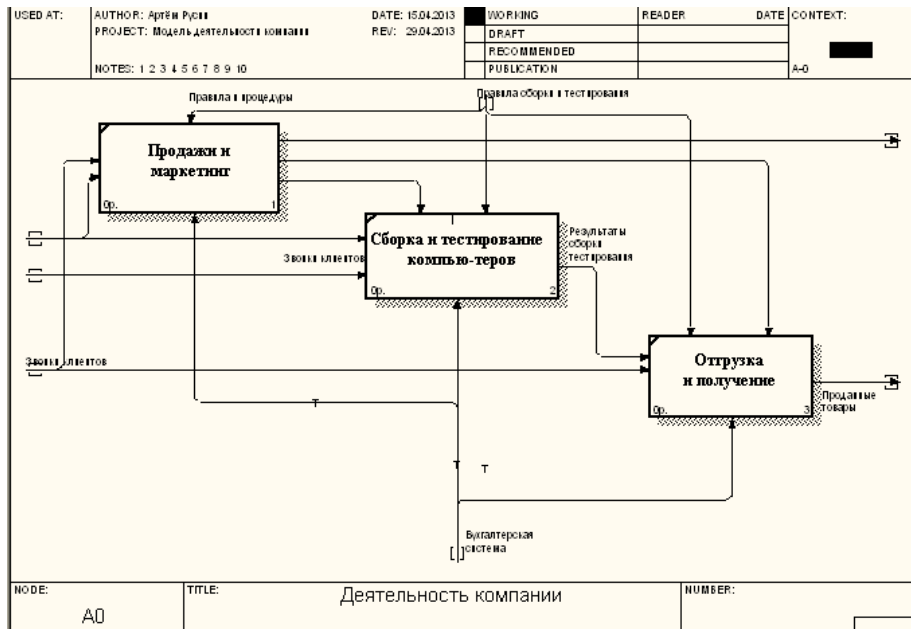 USED AT:
AUTHOR: Артём Русин
DATE: 15.04.2013
WORKING
READER
DATE
CONTEXT:
PROJECT: Модель деятельности компании
REV: 29.04.2013
DRAFT
RECOMMENDED
NOTES: 1 2 3 4 5 6 7 8 9 10
PUBLICATION
A-0
Правила и процедуры
Правила сборки и тестирования
Продажи и
маркетинг
0р.
1
Сборка и тестирование
компью-теров
0р.
2
Результаты
сборки
тестирования
Звонки клиентов
Звонки клиентов
Отгрузка
и получение
0р.
3
Проданные
товары
Бухгалтерская
система
NODE:
TITLE:
NUMBER:
A0
Деятельность компании